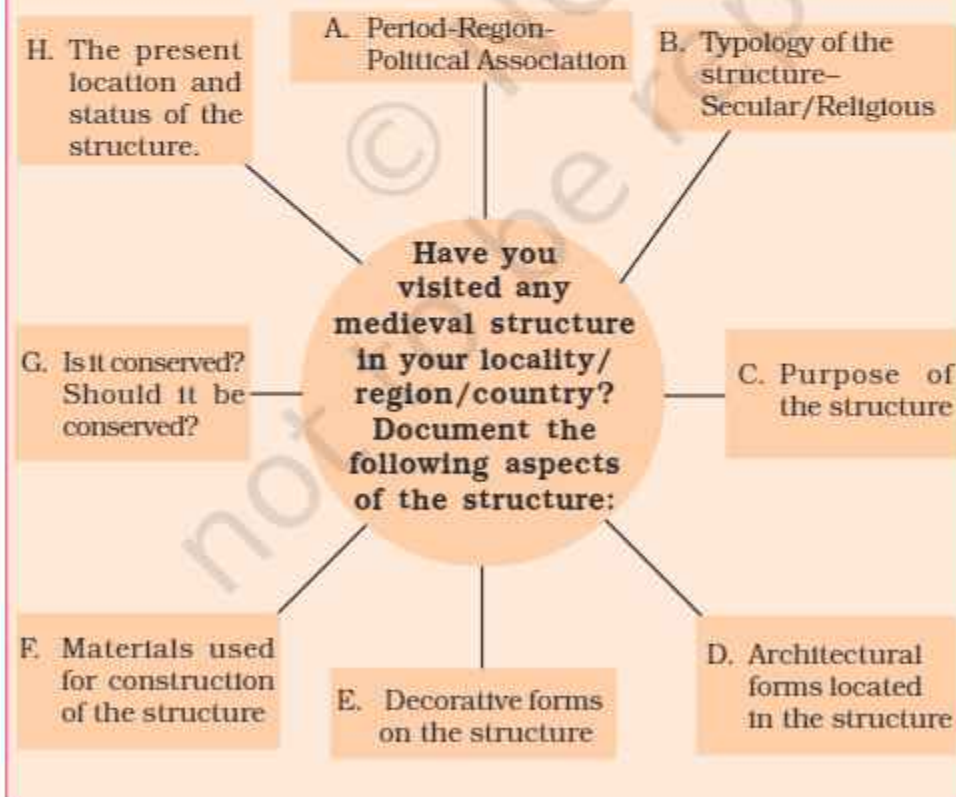 A. Period-Region-
Political Association
B. Typology of the
structure–
Secular/Religious
C. Purpose of
the structure
D. Architectural
forms located
in the structure
E. Decorative forms
on the structure
F. Materials used
for construction
of the structure
G. Is it conserved?
Should it be
conserved?
H. The present
location and
status of the
structure.
Have you
visited any
medieval structure
in your locality/
region/country?
Document the
following aspects
of the structure:
©
not to be